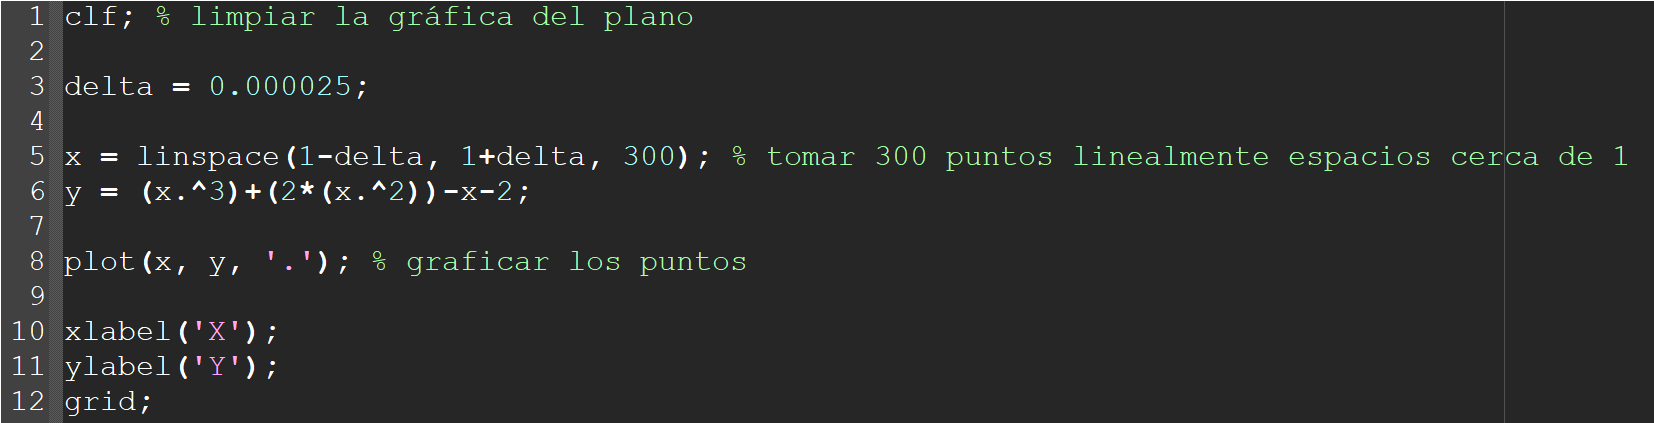 1 clf; % limpiar la gráfica del plano
2
3 delta = 0.000025;
4
5 x = linspace(1-delta, 1+delta, 300); % tomar 300 puntos linealmente espacios cerca de 1
6 y = (x.^3)+(2*(x.^2))-x-2;
7
8 plot(x, y, '.'); % graficar los puntos
9
10 xlabel('X');
11 ylabel('Y');
12 grid;